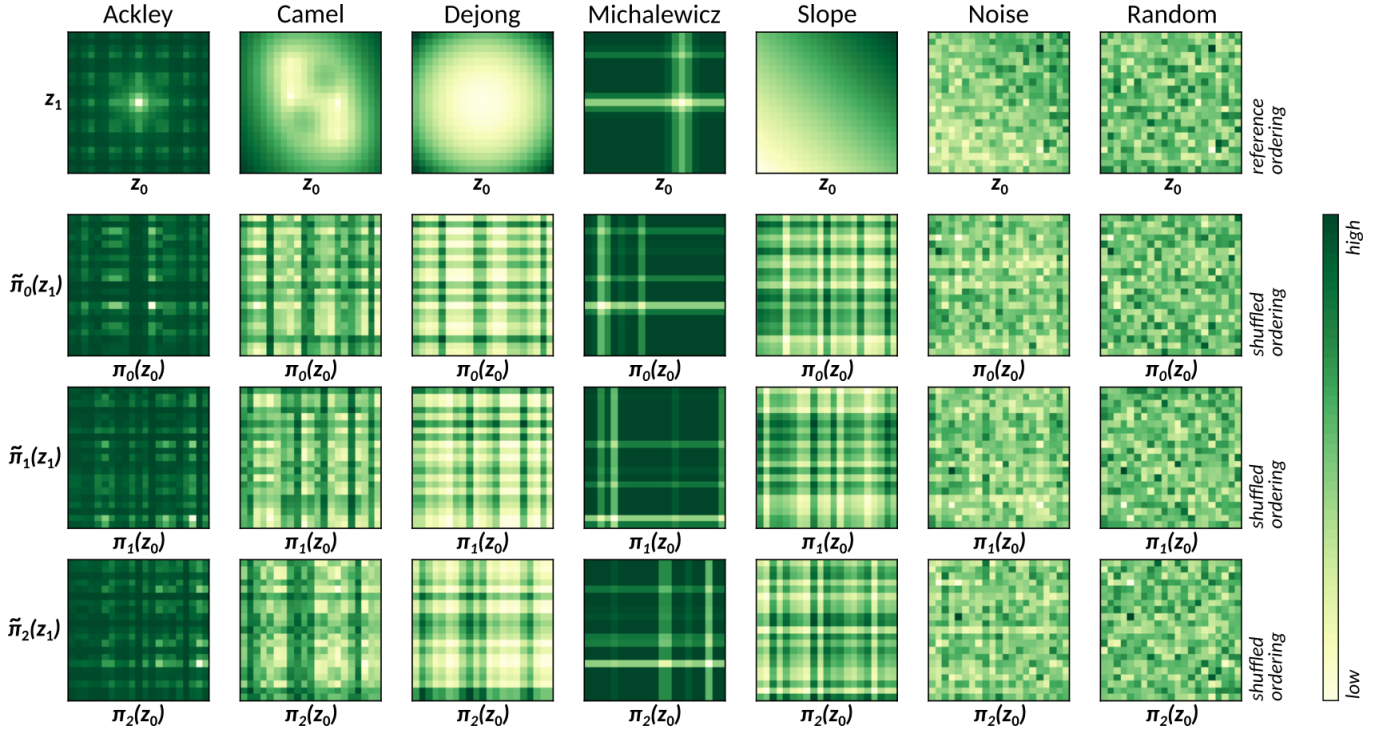 Ackley Camel Dejong Michalewicz Slope Noise Random
z₁
reference ordering
z₀ z₀ z₀ z₀ z₀ z₀ z₀
high
π̃₀(z₁)
shuffled ordering
π₀(z₀) π₀(z₀) π₀(z₀) π₀(z₀) π₀(z₀) π₀(z₀) π₀(z₀)
π̃₁(z₁)
shuffled ordering
π₁(z₀) π₁(z₀) π₁(z₀) π₁(z₀) π₁(z₀) π₁(z₀) π₁(z₀)
π̃₂(z₁)
shuffled ordering
low
π₂(z₀) π₂(z₀) π₂(z₀) π₂(z₀) π₂(z₀) π₂(z₀) π₂(z₀)